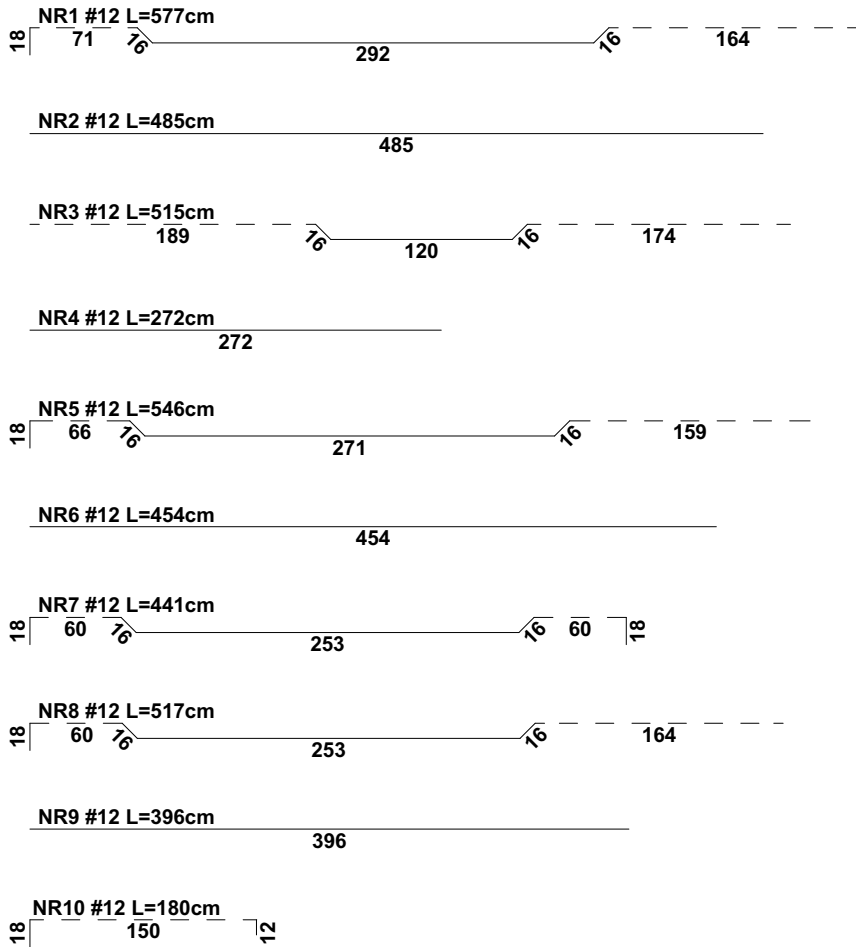 NR1 #12 L=577cm
18 71 16 292 16 164
NR2 #12 L=485cm
485
NR3 #12 L=515cm
189 16 120 16 174
NR4 #12 L=272cm
272
NR5 #12 L=546cm
18 66 16 271 16 159
NR6 #12 L=454cm
454
NR7 #12 L=441cm
18 60 16 253 16 60 18
NR8 #12 L=517cm
18 60 16 253 16 164
NR9 #12 L=396cm
396
NR10 #12 L=180cm
18 150 12